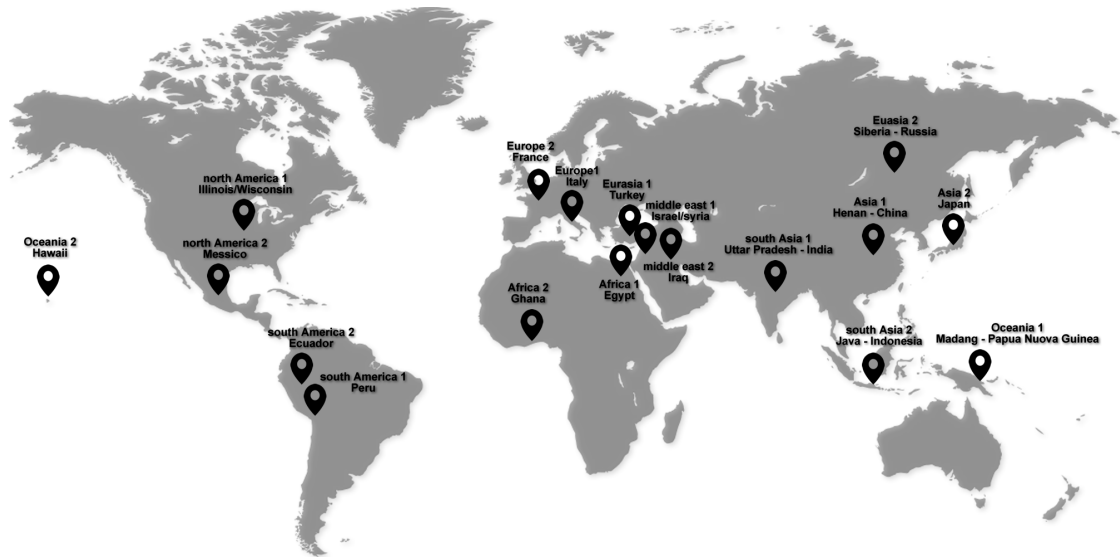 Euasia 2
Siberia - Russia
Europe 2
France
Europe1
Italy
north America 1
Illinois/Wisconsin
Eurasia 1
Turkey
Asia 2
Japan
Asia 1
Henan - China
middle east 1
Israel/syria
Oceania 2
Hawaii
north America 2
Messico
south Asia 1
Uttar Pradesh - India
middle east 2
Iraq
Africa 1
Egypt
Africa 2
Ghana
south America 2
Ecuador
south Asia 2
Java - Indonesia
Oceania 1
Madang - Papua Nuova Guinea
south America 1
Peru